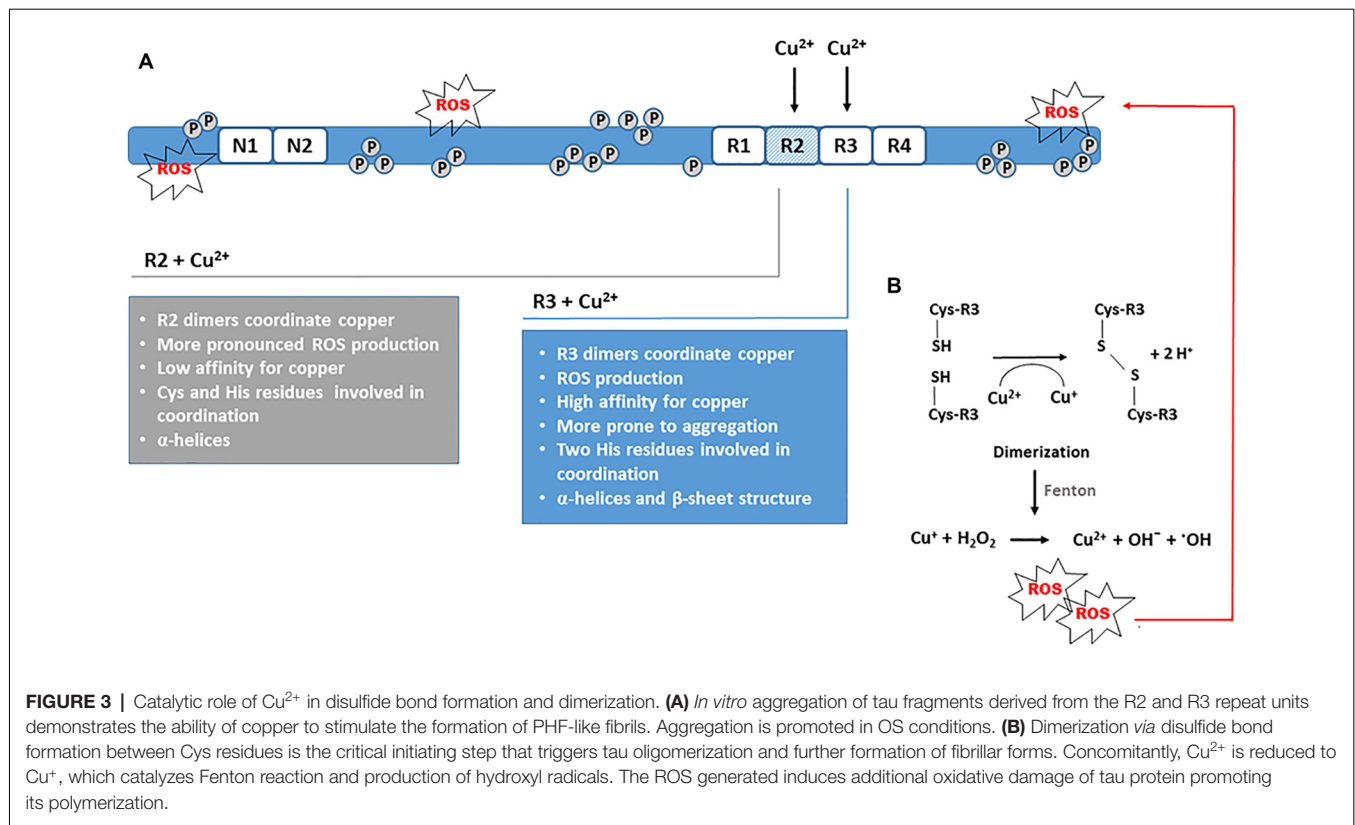 A
Cu²⁺ Cu²⁺
ROS
ROS
ROS
P P
N1 N2
P P P
P P
P P P P
P P P P
P
R1 R2 R3 R4
P P P
P P P P
R2 + Cu²⁺
• R2 dimers coordinate copper
• More pronounced ROS production
• Low affinity for copper
• Cys and His residues involved in
coordination
• α-helices
R3 + Cu²⁺
• R3 dimers coordinate copper
• ROS production
• High affinity for copper
• More prone to aggregation
• Two His residues involved in
coordination
• α-helices and β-sheet structure
B
Cys-R3 Cys-R3
SH S + 2 H⁺
SH S
Cu²⁺ Cu⁺
Cys-R3 Cys-R3
Dimerization
Fenton
Cu⁺ + H₂O₂ Cu²⁺ + OH⁻ + ˙OH
ROS
ROS
FIGURE 3 | Catalytic role of Cu²⁺ in disulfide bond formation and dimerization. (A) In vitro aggregation of tau fragments derived from the R2 and R3 repeat units
demonstrates the ability of copper to stimulate the formation of PHF-like fibrils. Aggregation is promoted in OS conditions. (B) Dimerization via disulfide bond
formation between Cys residues is the critical initiating step that triggers tau oligomerization and further formation of fibrillar forms. Concomitantly, Cu²⁺ is reduced to
Cu⁺, which catalyzes Fenton reaction and production of hydroxyl radicals. The ROS generated induces additional oxidative damage of tau protein promoting
its polymerization.